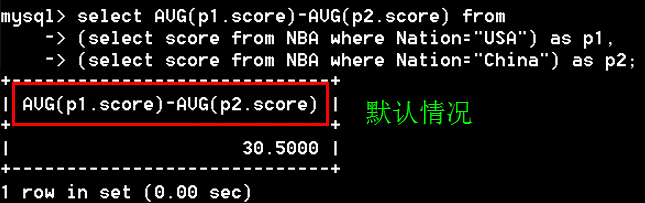 mysql> select AVG(p1.score)-AVG(p2.score) from
    -> (select score from NBA where Nation="USA") as p1,
    -> (select score from NBA where Nation="China") as p2;
+-----------------------------+
| AVG(p1.score)-AVG(p2.score) |
默认情况
+-----------------------------+
|                     30.5000 |
+-----------------------------+
1 row in set (0.00 sec)